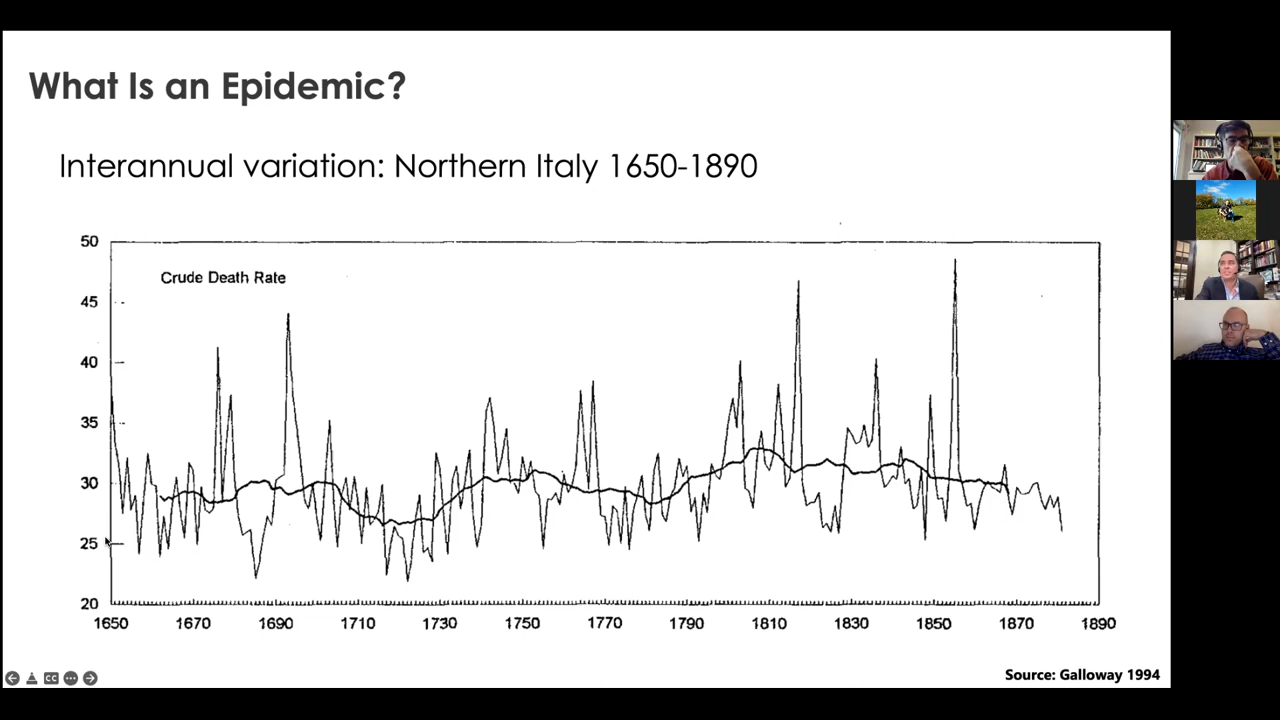 What Is an Epidemic?
Interannual variation: Northern Italy 1650-1890
50
Crude Death Rate
45
40
35
30
25
20
1650 1670 1690 1710 1730 1750 1770 1790 1810 1830 1850 1870 1890
CC
Source: Galloway 1994